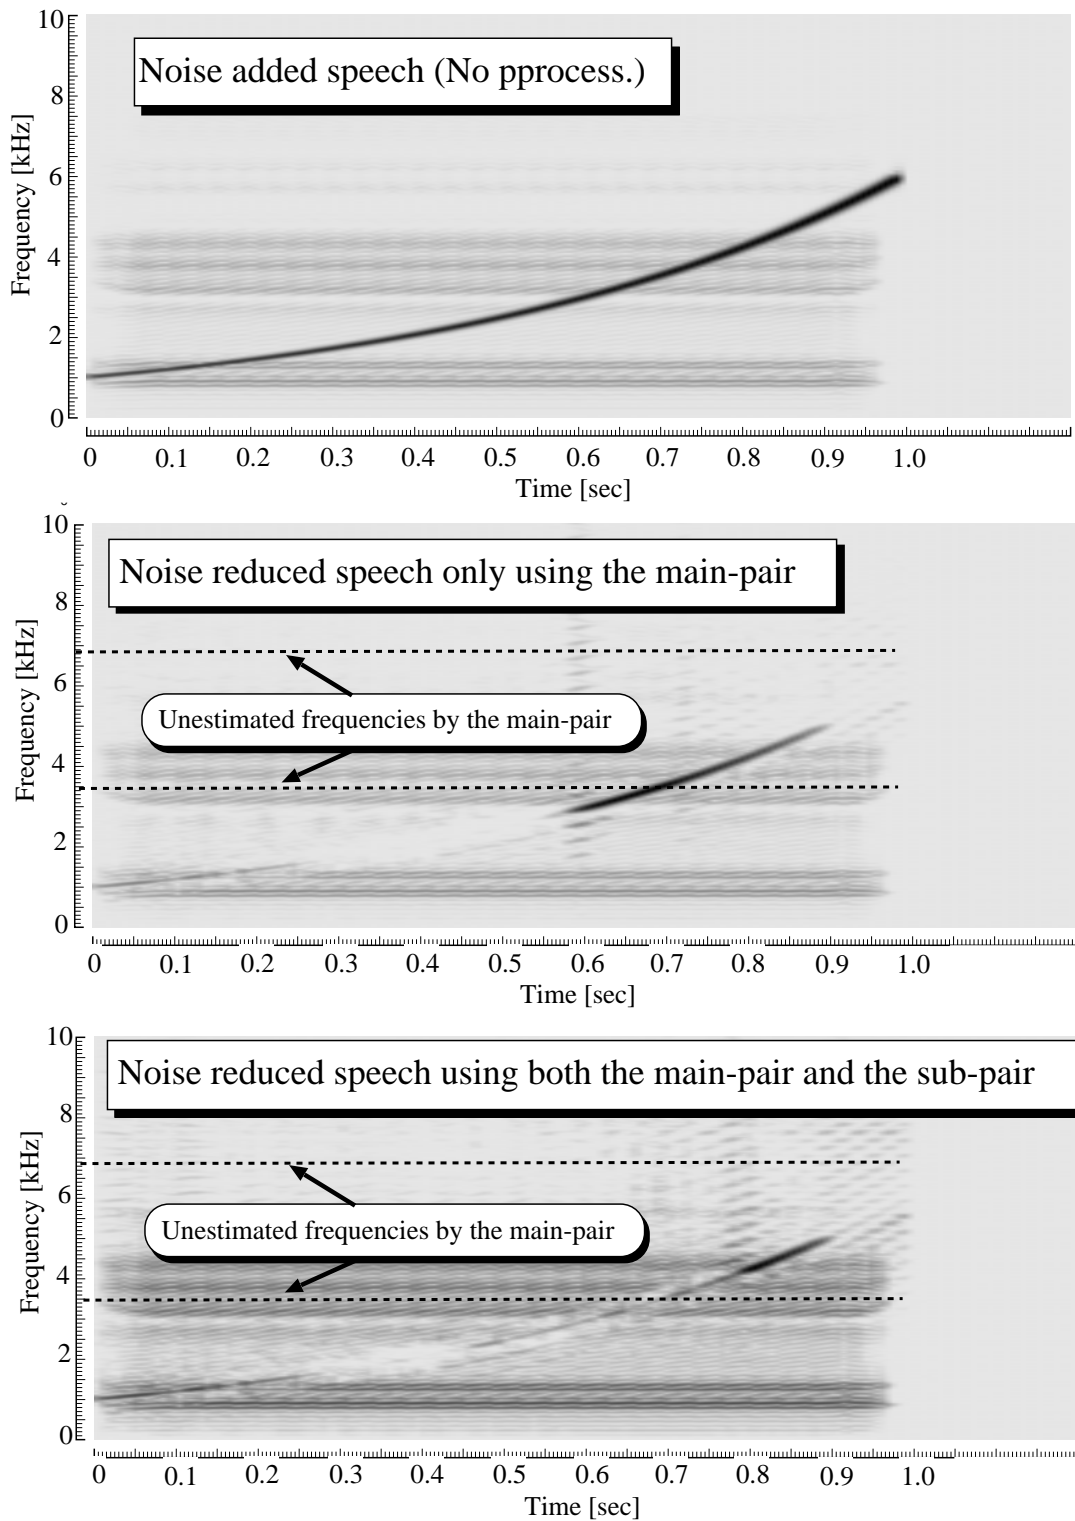 10
Noise added speech (No pprocess.)
8
6
4
2
0
Frequency [kHz]
0 0.1 0.2 0.3 0.4 0.5 0.6 0.7 0.8 0.9 1.0
Time [sec]
10
Noise reduced speech only using the main-pair
8
6
Unestimated frequencies by the main-pair
4
2
0
Frequency [kHz]
0 0.1 0.2 0.3 0.4 0.5 0.6 0.7 0.8 0.9 1.0
Time [sec]
10
Noise reduced speech using both the main-pair and the sub-pair
8
6
Unestimated frequencies by the main-pair
4
2
0
Frequency [kHz]
0 0.1 0.2 0.3 0.4 0.5 0.6 0.7 0.8 0.9 1.0
Time [sec]